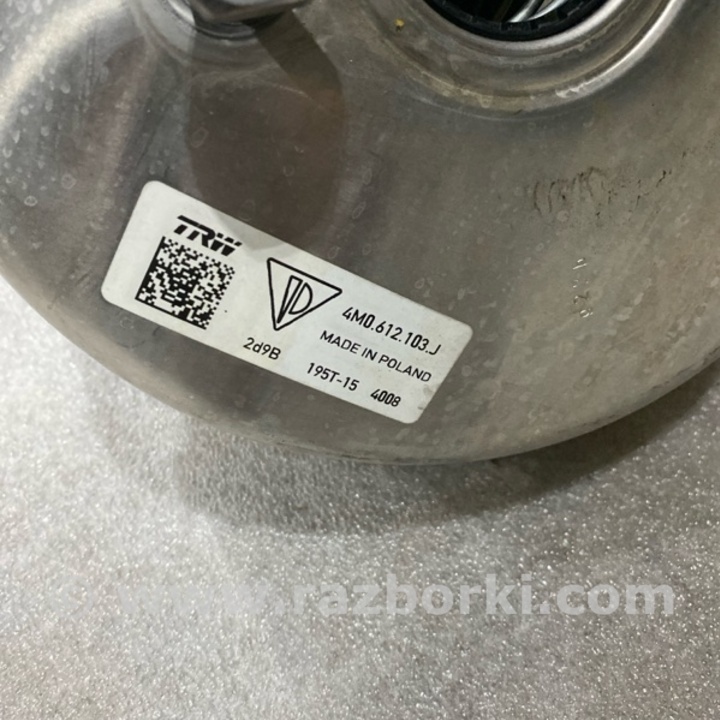 TRW
4M0.612.103.J
MADE IN POLAND
2d9B
195T-15 4008
www.razborki.com